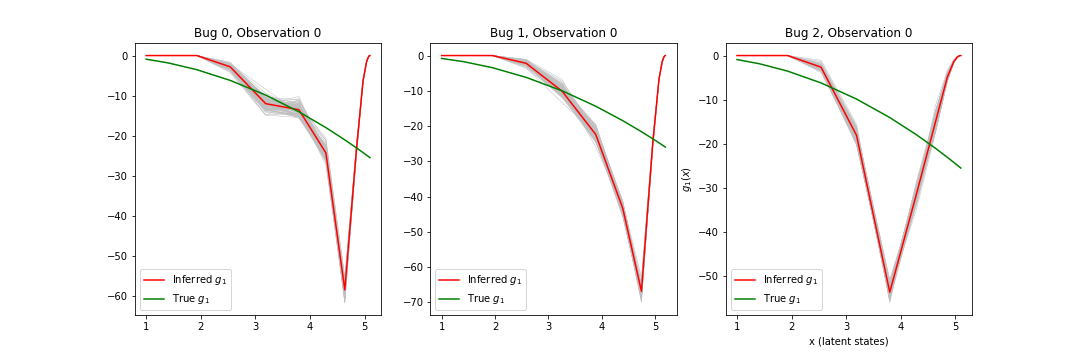 Bug 0, Observation 0
0
−10
−20
−30
−40
−50
−60
1 2 3 4 5
Inferred g₁
True g₁
Bug 1, Observation 0
0
−10
−20
−30
−40
−50
−60
−70
1 2 3 4 5
Inferred g₁
True g₁
Bug 2, Observation 0
g₁(x)
0
−10
−20
−30
−40
−50
1 2 3 4 5
x (latent states)
Inferred g₁
True g₁